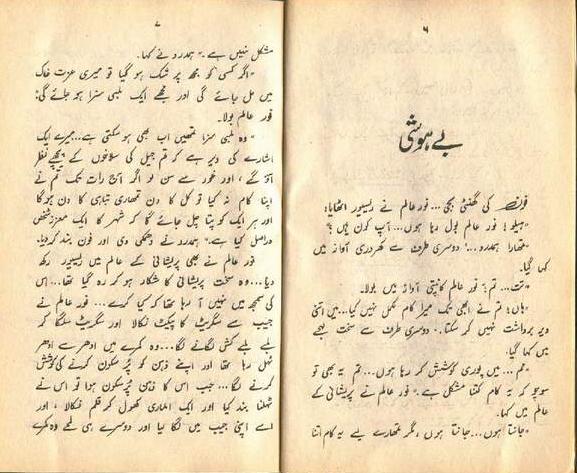 ۶
بے ہوشی
فون کی گھنٹی بجی... نور عالم نے ریسیور اٹھایا:
"ہیلو! نور عالم بول رہا ہوں... آپ کون ہیں؟"
"تمہارا ہمدرد..." دوسری طرف سے کھردری آواز میں
کہا گیا۔
"تت... تم؟" نور عالم کانپتی آواز میں بولا۔
"ہاں! تم نے ابھی تک میرا کام مکمل نہیں کیا... میں اتنی
دیر برداشت نہیں کر سکتا۔" دوسری طرف سے سخت لہجے
میں کہا گیا۔
"مم... میں پوری کوشش کر رہا ہوں... تم یہ بھی تو
سوچو کہ یہ کام کتنا مشکل ہے۔" نور عالم نے پریشانی کے
عالم میں کہا۔
"جانتا ہوں... جانتا ہوں، مگر تمھارے لیے یہ کام اتنا
۷
مشکل نہیں ہے۔" ہمدرد نے کہا۔
"اگر کسی کو مجھ پر شک ہو گیا تو میری عزت خاک
میں مل جائے گی اور مجھے ایک لمبی سزا ہو جائے گی"
نور عالم بولا۔
"وہ لمبی سزا تمھیں اب بھی ہو سکتی ہے... میرے ایک
اشارے کی دیر ہے کہ تم جیل کی سلاخوں کے پیچھے نظر
آؤ گے، اور غور سے سن لو اگر آج رات تک تم نے
اپنا کام نہ کیا تو کل کا دن تمھاری تباہی کا دن ہو گا
اور ہر ایک کو پتا چل جائے گا کہ شہر کا ایک معزز شخص
دراصل کیا ہے۔" ہمدرد نے دھمکی دی اور فون بند کر دیا۔
نور عالم نے بھی پریشانی کے عالم میں ریسیور رکھ
دیا... وہ سخت پریشانی کا شکار ہو کر رہ گیا تھا... اس
کی سمجھ میں نہیں آ رہا تھا کہ کیا کرے... نور عالم نے
جیب سے سگریٹ کا پیکٹ نکالا اور سگریٹ سلگا کر
لمبے لمبے کش لگانے لگا... وہ کمرے میں ادھر سے ادھر
ٹہل رہا تھا اور اپنے ذہن کو پُرسکون کرنے کی کوشش
کرنے لگا... جب اس کا ذہن پُرسکون ہوا تو اس نے
ٹہلنا بند کیا اور ایک الماری کھول کر قلم نکالا، اور
اسے اپنی جیب میں لگا لیا اور دوسرے ہی لمحے وہ کمرے